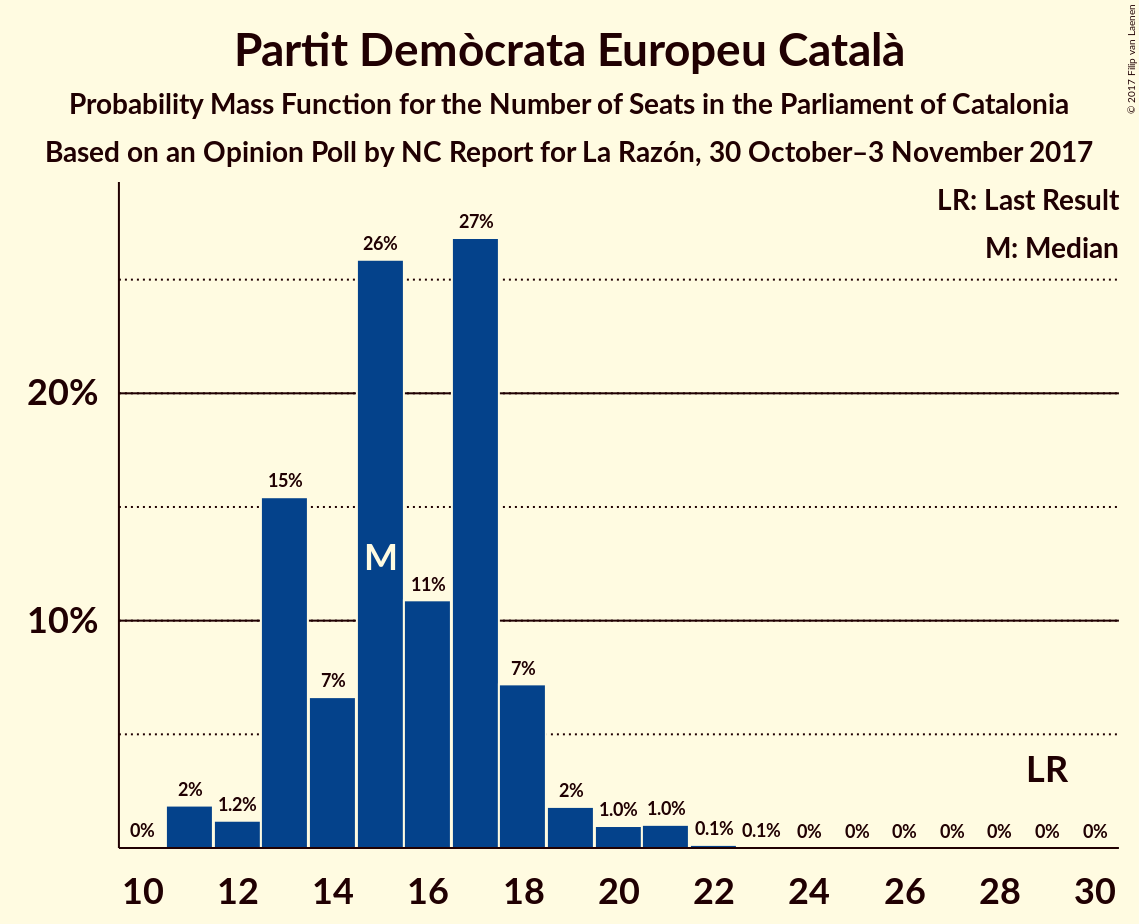 Partit Demòcrata Europeu Català
Probability Mass Function for the Number of Seats in the Parliament of Catalonia
Based on an Opinion Poll by NC Report for La Razón, 30 October–3 November 2017
© 2017 Filip van Laenen
LR: Last Result
M: Median
20%
10%
0%
2%
1.2%
15%
7%
26%
M
11%
27%
7%
2%
1.0%
1.0%
0.1%
0.1%
0%
0%
0%
0%
0%
0%
0%
LR
10 12 14 16 18 20 22 24 26 28 30